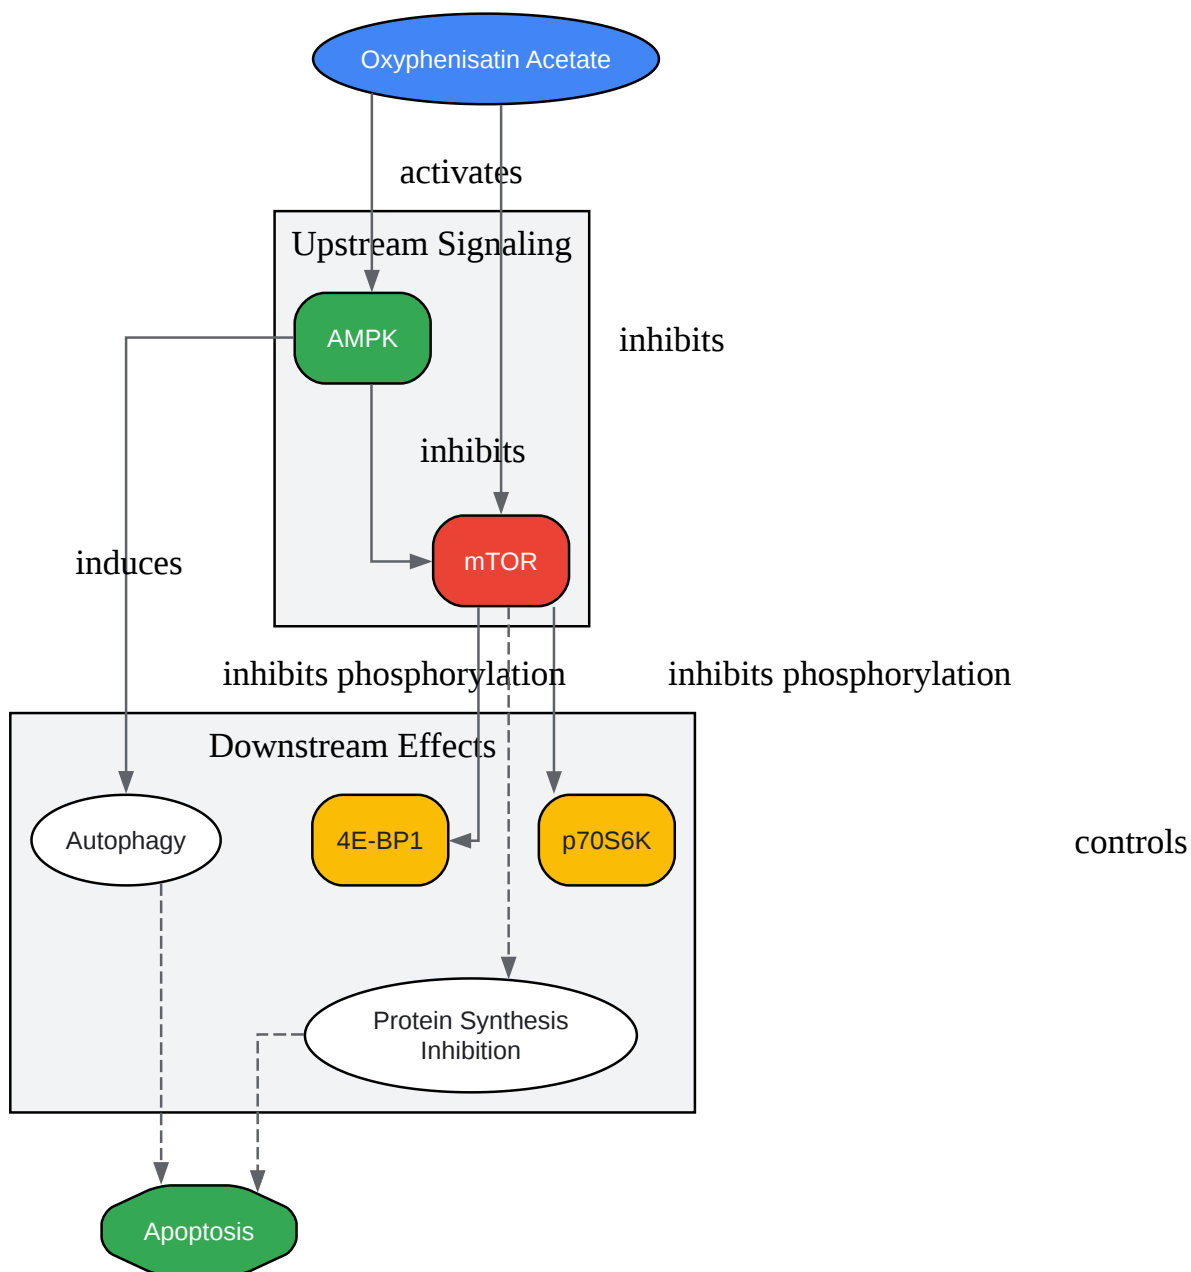 Oxyphenisatin Acetate
activates
Upstream Signaling
AMPK
inhibits
inhibits
mTOR
induces
inhibits phosphorylation
inhibits phosphorylation
Downstream Effects
Autophagy
4E-BP1
p70S6K
controls
Protein Synthesis
Inhibition
Apoptosis